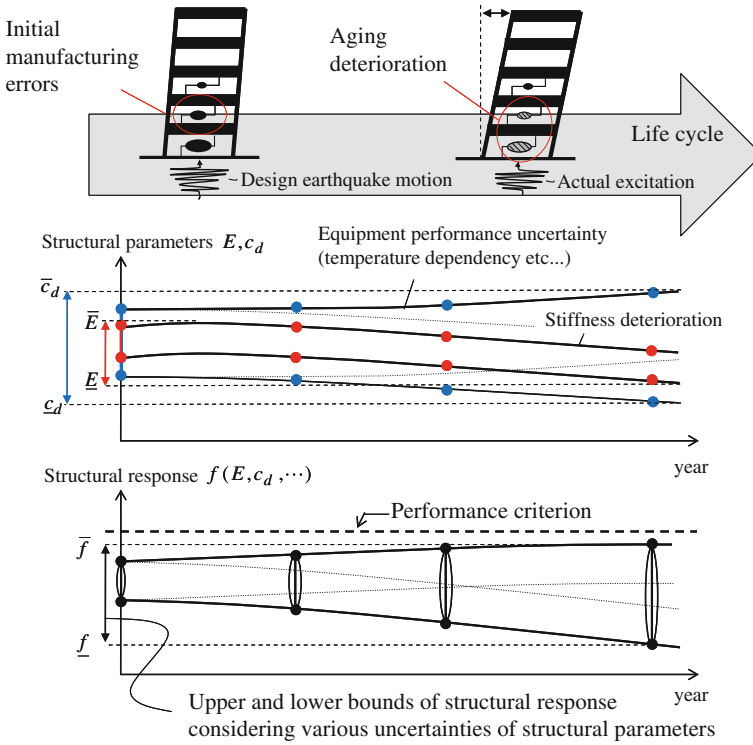 Initial
manufacturing
errors
Aging
deterioration
Life cycle
Design earthquake motion
Actual excitation
Structural parameters E, c_d
Equipment performance uncertainty
(temperature dependency etc...)
c̅_d
E̅
Stiffness deterioration
E̲
c̲_d
year
Structural response f(E, c_d, ⋯)
Performance criterion
f̅
f̲
year
Upper and lower bounds of structural response
considering various uncertainties of structural parameters